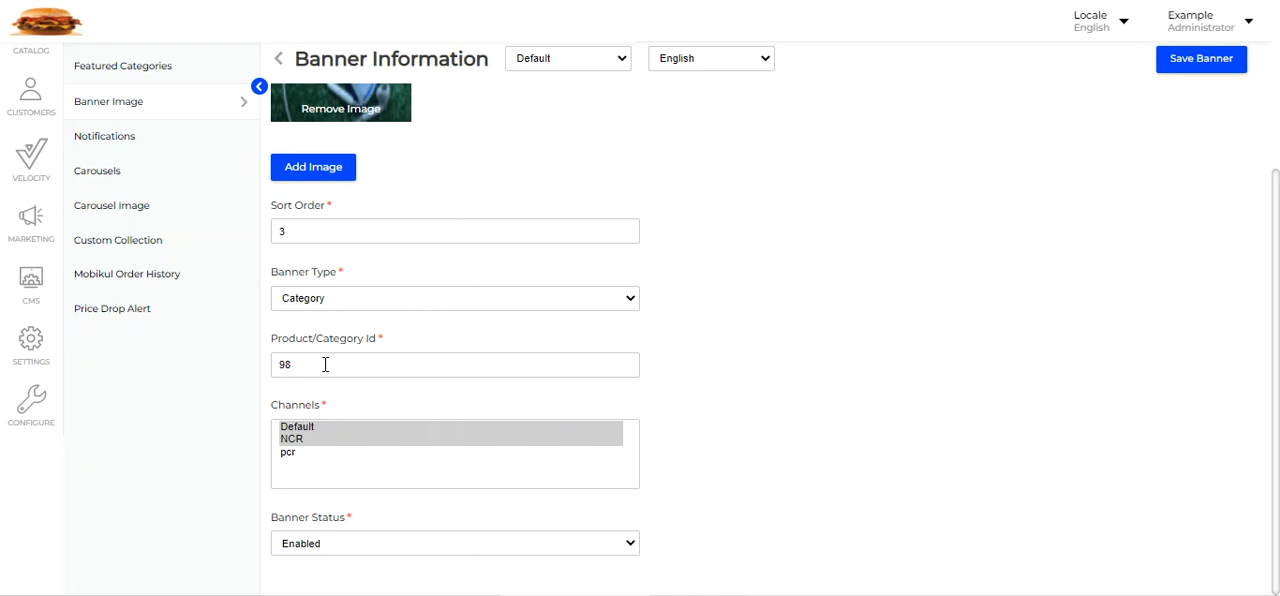 Locale
English
Example
Administrator
CATALOG
CUSTOMERS
VELOCITY
MARKETING
CMS
SETTINGS
CONFIGURE
Featured Categories
Banner Image
Notifications
Carousels
Carousel Image
Custom Collection
Mobikul Order History
Price Drop Alert
Banner Information
Default
English
Save Banner
Remove Image
Add Image
Sort Order *
3
Banner Type *
Category
Product/Category Id *
98
Channels *
Default
NCR
pcr
Banner Status *
Enabled